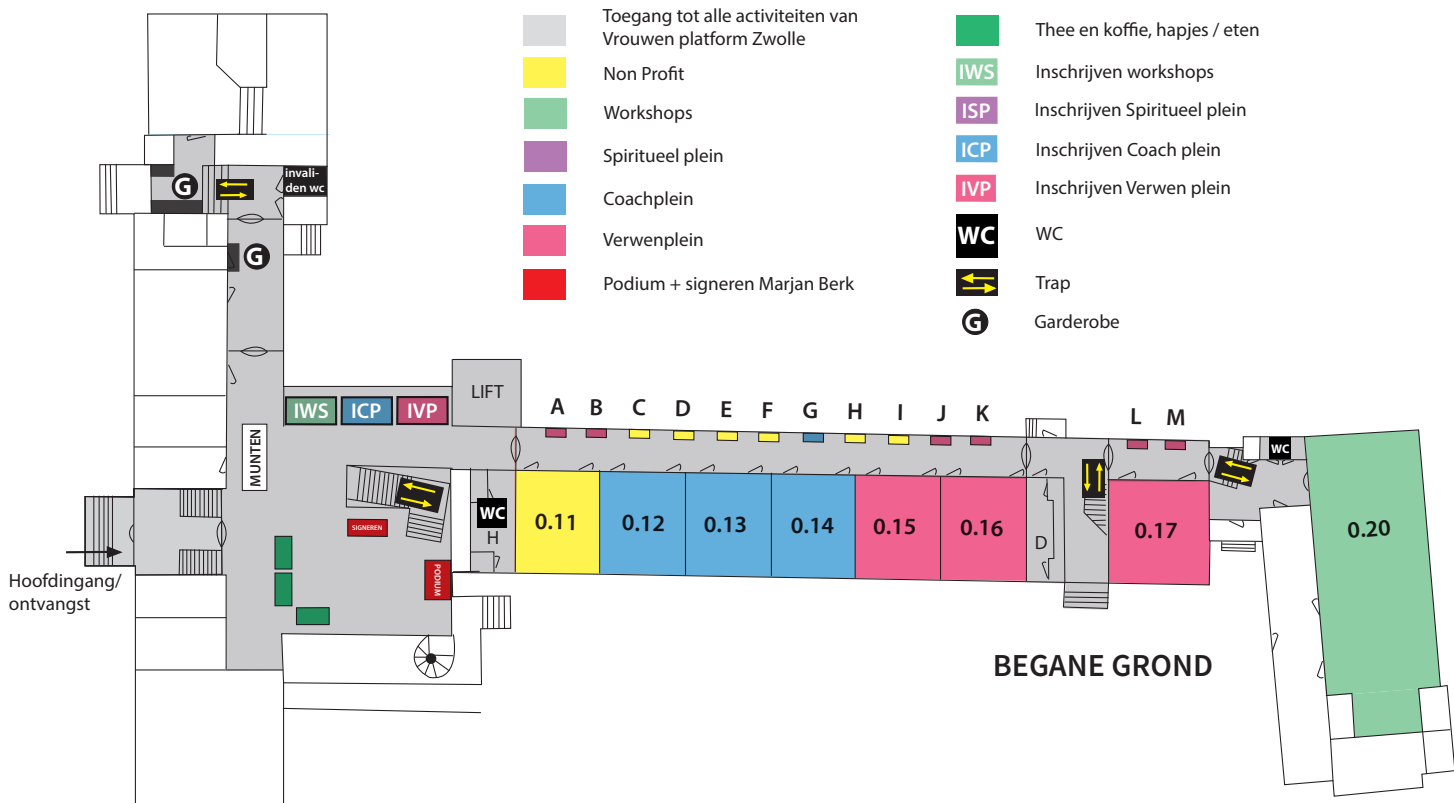 Toegang tot alle activiteiten van
Vrouwen platform Zwolle
Non Profit
Workshops
Spiritueel plein
Coachplein
Verwenplein
Podium + signeren Marjan Berk
Thee en koffie, hapjes / eten
IWS Inschrijven workshops
ISP Inschrijven Spiritueel plein
ICP Inschrijven Coach plein
IVP Inschrijven Verwen plein
WC WC
Trap
G Garderobe
invali-
den wc
G
G
LIFT
IWS ICP IVP
A B C D E F G H I J K L M
MUNTEN
WC
SIGNEREN
WC
H
0.11 0.12 0.13 0.14 0.15 0.16
D
0.17
0.20
PODIUM
Hoofdingang/
ontvangst
BEGANE GROND